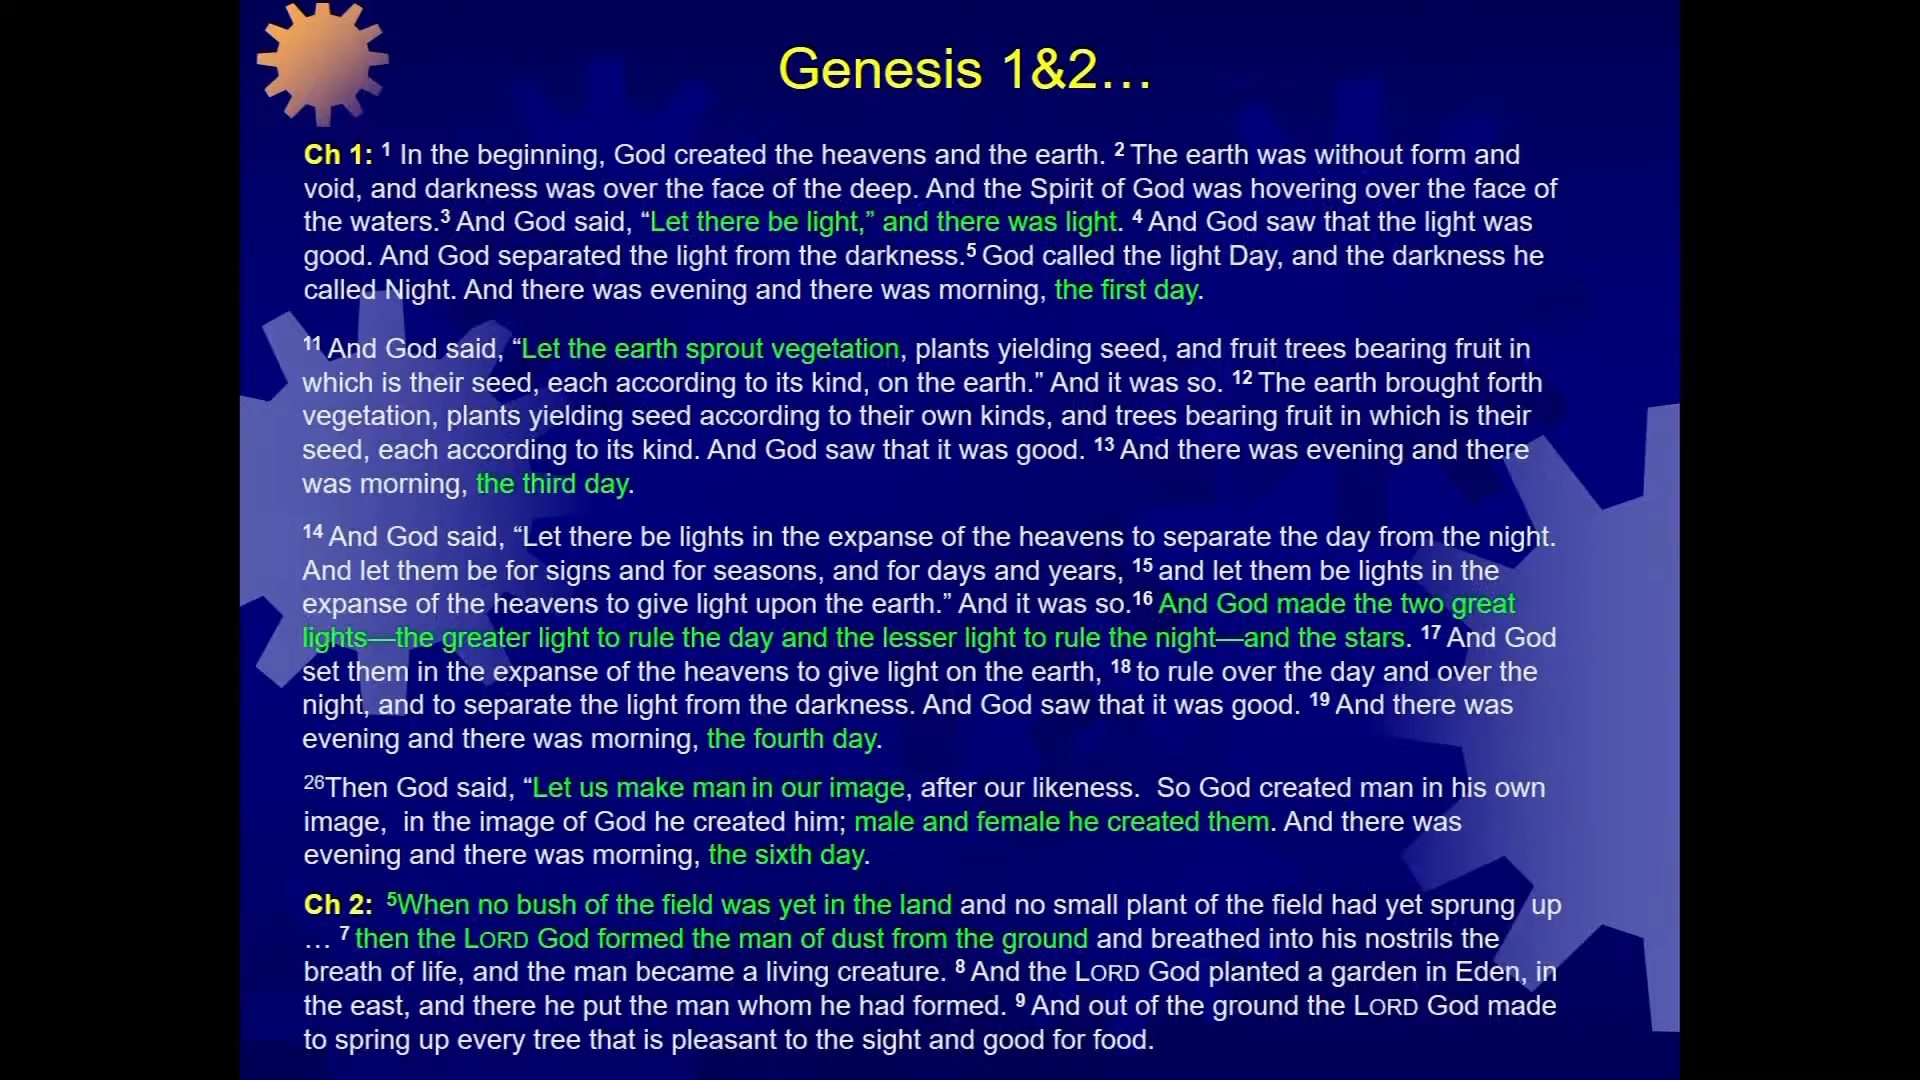 Genesis 1&2…
Ch 1: 1 In the beginning, God created the heavens and the earth. 2 The earth was without form and
void, and darkness was over the face of the deep. And the Spirit of God was hovering over the face of
the waters.3 And God said, “Let there be light,” and there was light. 4 And God saw that the light was
good. And God separated the light from the darkness.5 God called the light Day, and the darkness he
called Night. And there was evening and there was morning, the first day.
11 And God said, “Let the earth sprout vegetation, plants yielding seed, and fruit trees bearing fruit in
which is their seed, each according to its kind, on the earth.” And it was so. 12 The earth brought forth
vegetation, plants yielding seed according to their own kinds, and trees bearing fruit in which is their
seed, each according to its kind. And God saw that it was good. 13 And there was evening and there
was morning, the third day.
14 And God said, “Let there be lights in the expanse of the heavens to separate the day from the night.
And let them be for signs and for seasons, and for days and years, 15 and let them be lights in the
expanse of the heavens to give light upon the earth.” And it was so.16 And God made the two great
lights—the greater light to rule the day and the lesser light to rule the night—and the stars. 17 And God
set them in the expanse of the heavens to give light on the earth, 18 to rule over the day and over the
night, and to separate the light from the darkness. And God saw that it was good. 19 And there was
evening and there was morning, the fourth day.
26Then God said, “Let us make man in our image, after our likeness. So God created man in his own
image, in the image of God he created him; male and female he created them. And there was
evening and there was morning, the sixth day.
Ch 2: 5When no bush of the field was yet in the land and no small plant of the field had yet sprung up
… 7 then the LORD God formed the man of dust from the ground and breathed into his nostrils the
breath of life, and the man became a living creature. 8 And the LORD God planted a garden in Eden, in
the east, and there he put the man whom he had formed. 9 And out of the ground the LORD God made
to spring up every tree that is pleasant to the sight and good for food.